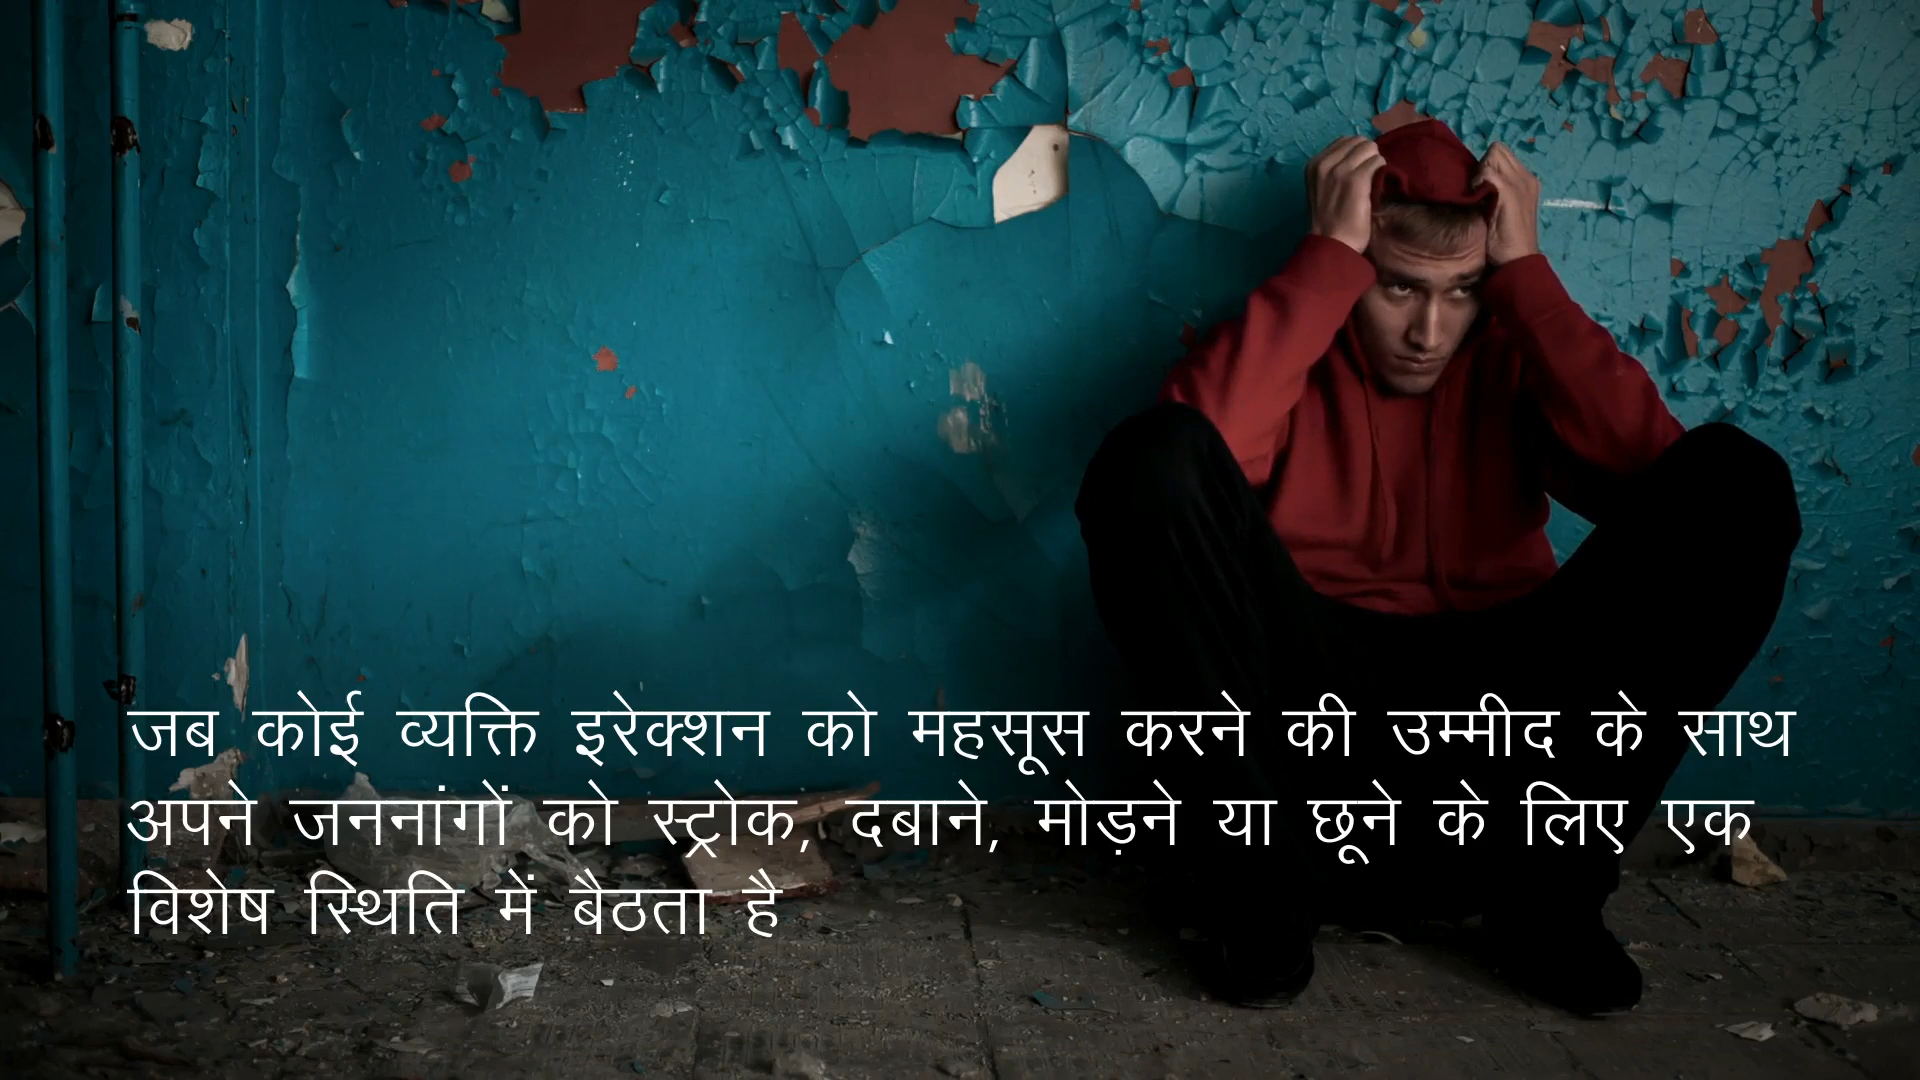 जब कोई व्यक्ति इरेक्शन को महसूस करने की उम्मीद के साथ
अपने जननांगों को स्ट्रोक, दबाने, मोड़ने या छूने के लिए एक
विशेष स्थिति में बैठता है